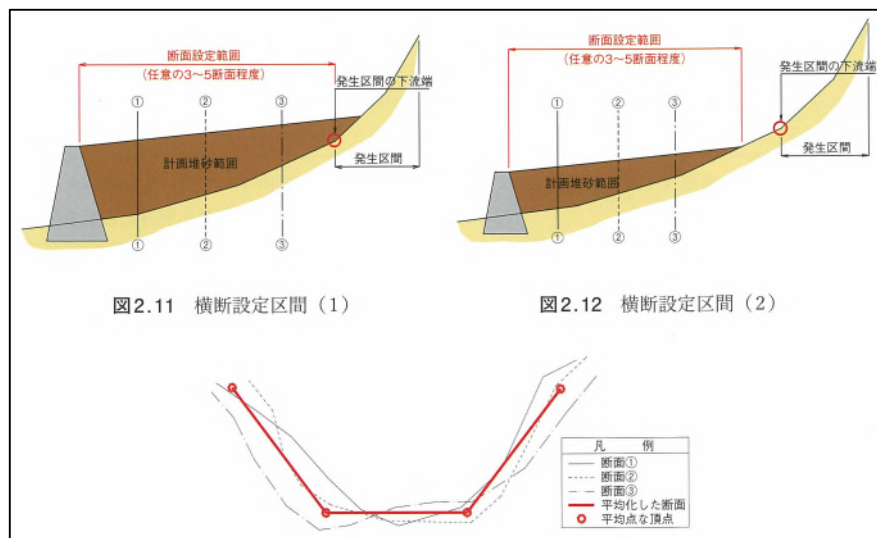 断面設定範囲
(任意の3~5断面程度)
発生区間の下流端
①
②
③
計画堆砂範囲
発生区間
①
②
③
図2.11 横断設定区間(1)
断面設定範囲
(任意の3~5断面程度)
発生区間の下流端
①
②
③
計画堆砂範囲
発生区間
①
②
③
図2.12 横断設定区間(2)
凡 例
断面①
断面②
断面③
平均化した断面
平均点な頂点